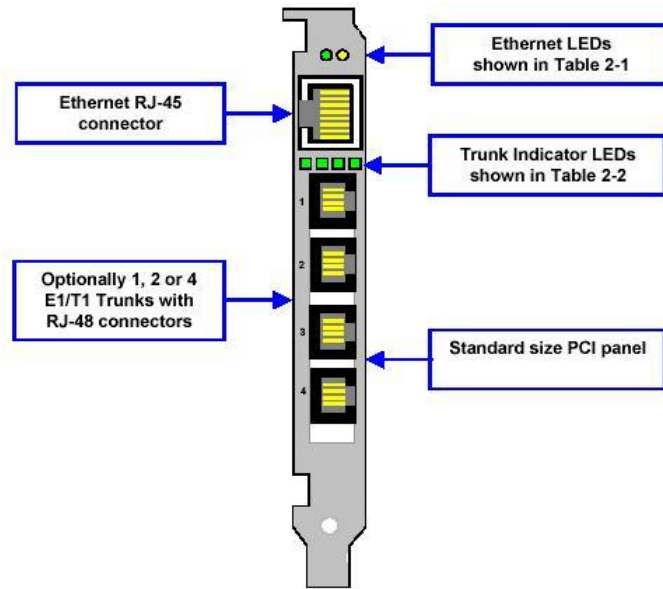 Ethernet LEDs
shown in Table 2-1
Ethernet RJ-45
connector
Trunk Indicator LEDs
shown in Table 2-2
1
2
Optionally 1, 2 or 4
E1/T1 Trunks with
RJ-48 connectors
3
Standard size PCI panel
4